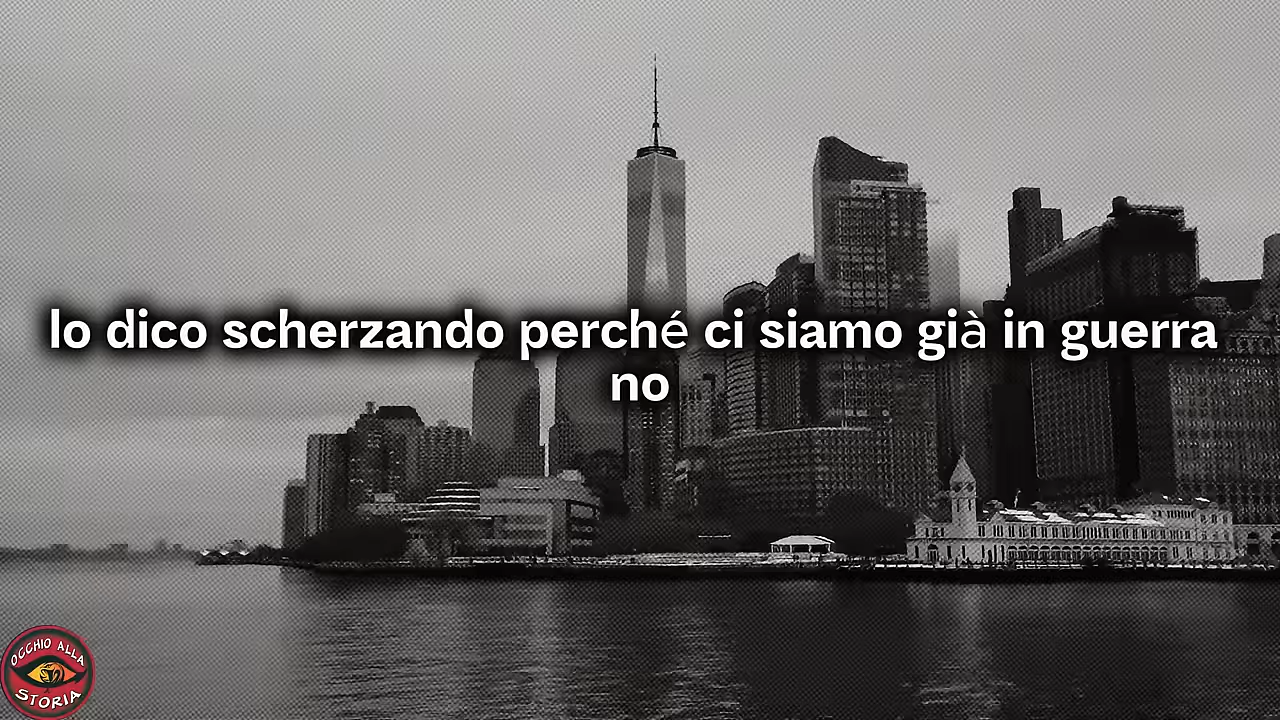 lo dico scherzando perché ci siamo già in guerra
no
OCCHIO ALLA
STORIA